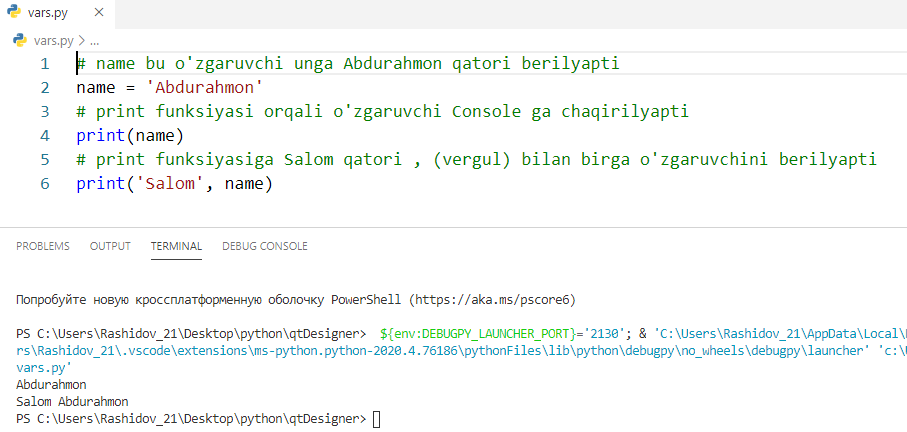 vars.py
vars.py > ...
1 # name bu o'zgaruvchi unga Abdurahmon qatori berilyapti
2 name = 'Abdurahmon'
3 # print funksiyasi orqali o'zgaruvchi Console ga chaqirilyapti
4 print(name)
5 # print funksiyasiga Salom qatori , (vergul) bilan birga o'zgaruvchini berilyapti
6 print('Salom', name)
PROBLEMS OUTPUT TERMINAL DEBUG CONSOLE
Попробуйте новую кроссплатформенную оболочку PowerShell (https://aka.ms/pscore6)
PS C:\Users\Rashidov_21\Desktop\python\qtDesigner> ${env:DEBUGPY_LAUNCHER_PORT}='2130'; & 'C:\Users\Rashidov_21\AppData\Local\
rs\Rashidov_21\.vscode\extensions\ms-python.python-2020.4.76186\pythonFiles\lib\python\debugpy\no_wheels\debugpy\launcher' 'c:\
vars.py'
Abdurahmon
Salom Abdurahmon
PS C:\Users\Rashidov_21\Desktop\python\qtDesigner>